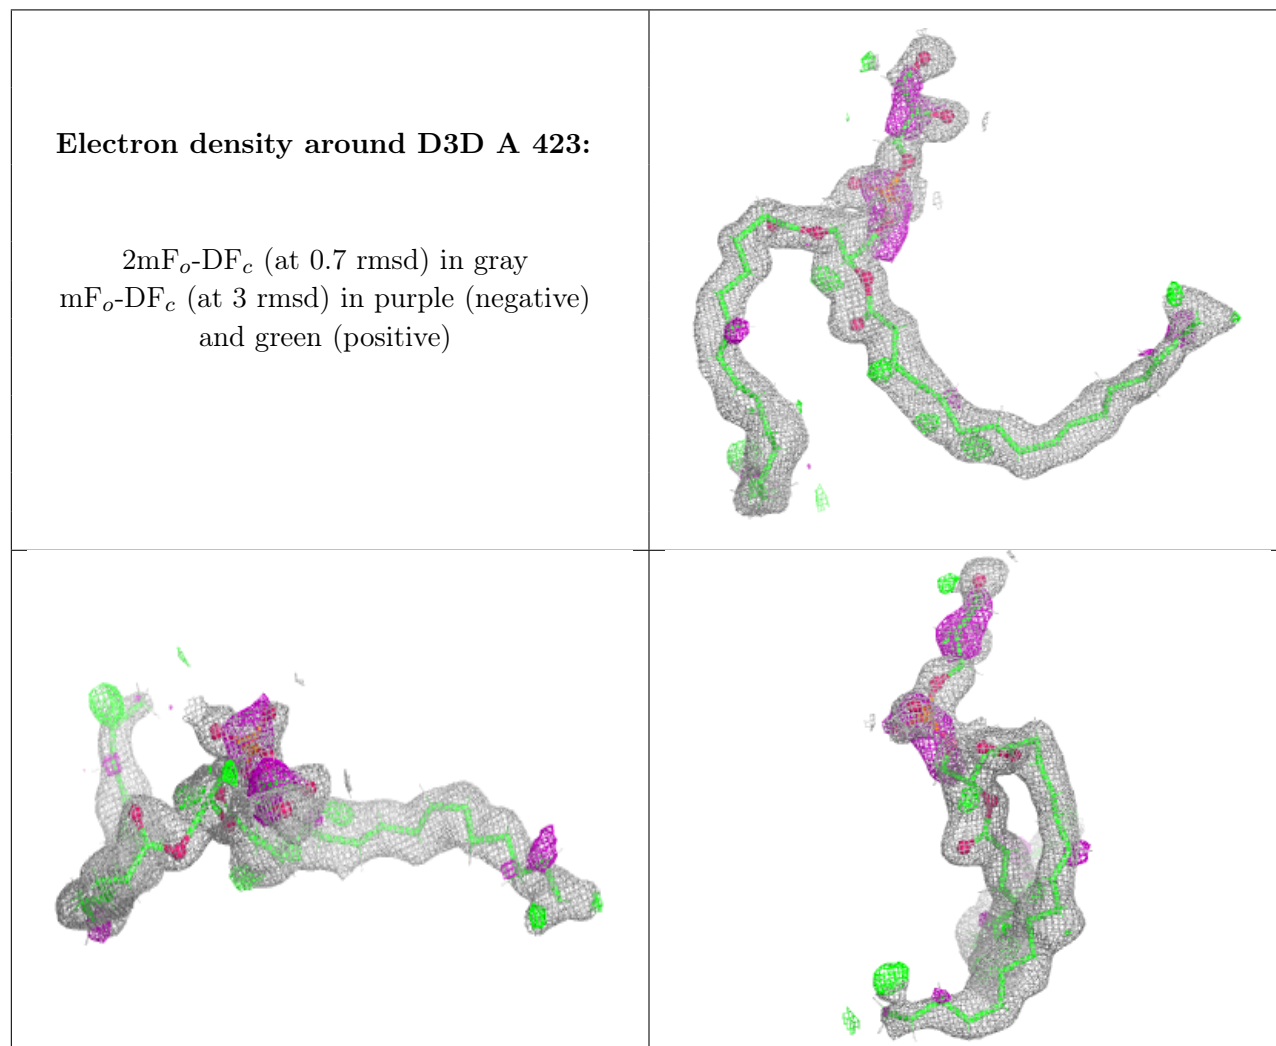 Electron density around D3D A 423:
2mFo-DFc (at 0.7 rmsd) in gray
mFo-DFc (at 3 rmsd) in purple (negative)
and green (positive)